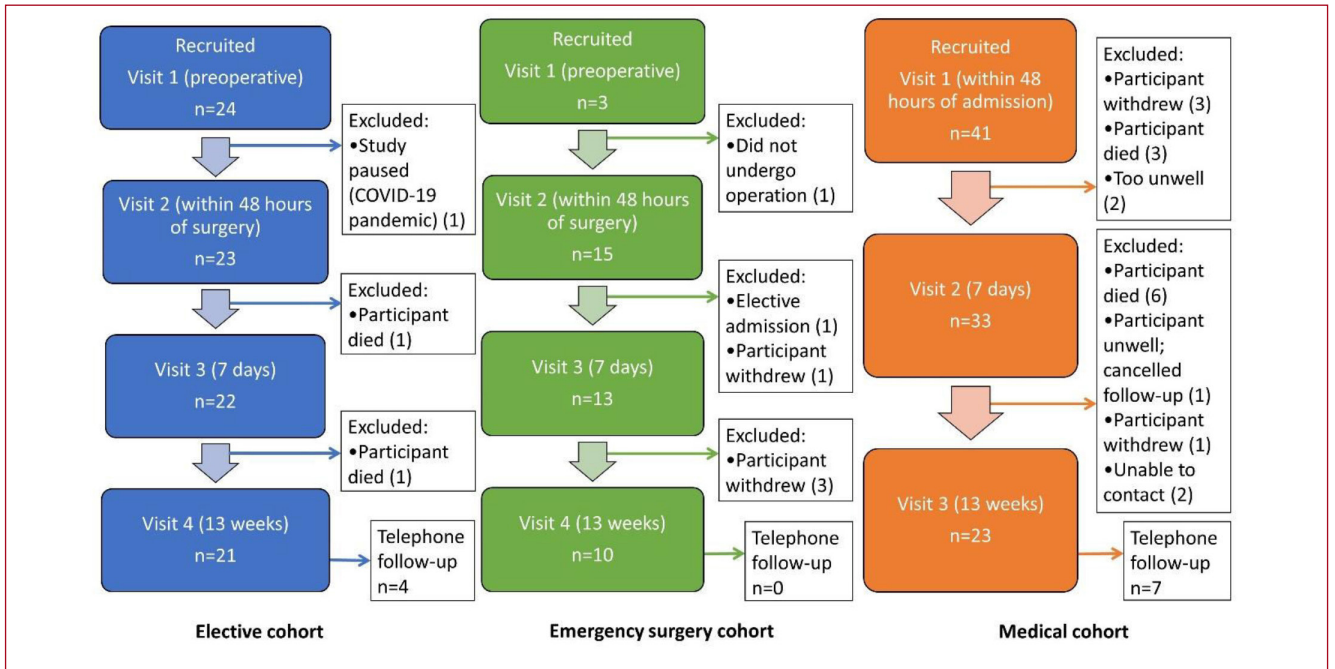 Recruited
Visit 1 (preoperative)
n=24
Excluded:
•Study
paused
(COVID-19
pandemic) (1)
Visit 2 (within 48 hours
of surgery)
n=23
Excluded:
•Participant
died (1)
Visit 3 (7 days)
n=22
Excluded:
•Participant
died (1)
Visit 4 (13 weeks)
n=21
Telephone
follow-up
n=4
Elective cohort
Recruited
Visit 1 (preoperative)
n=3
Excluded:
•Did not
undergo
operation (1)
Visit 2 (within 48 hours
of surgery)
n=15
Excluded:
•Elective
admission (1)
•Participant
withdrew (1)
Visit 3 (7 days)
n=13
Excluded:
•Participant
withdrew (3)
Visit 4 (13 weeks)
n=10
Telephone
follow-up
n=0
Emergency surgery cohort
Recruited
Visit 1 (within 48
hours of admission)
n=41
Excluded:
•Participant
withdrew (3)
•Participant
died (3)
•Too unwell
(2)
Visit 2 (7 days)
n=33
Excluded:
•Participant
died (6)
•Participant
unwell;
cancelled
follow-up (1)
•Participant
withdrew (1)
•Unable to
contact (2)
Visit 3 (13 weeks)
n=23
Telephone
follow-up
n=7
Medical cohort